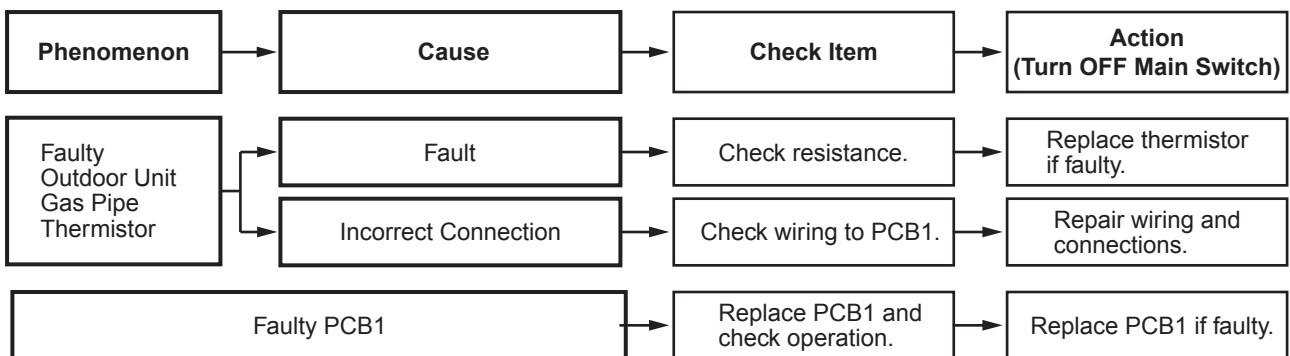 Phenomenon
Cause
Check Item
Action
(Turn OFF Main Switch)
Faulty
Outdoor Unit
Gas Pipe
Thermistor
Fault
Check resistance.
Replace thermistor
if faulty.
Incorrect Connection
Check wiring to PCB1.
Repair wiring and
connections.
Faulty PCB1
Replace PCB1 and
check operation.
Replace PCB1 if faulty.